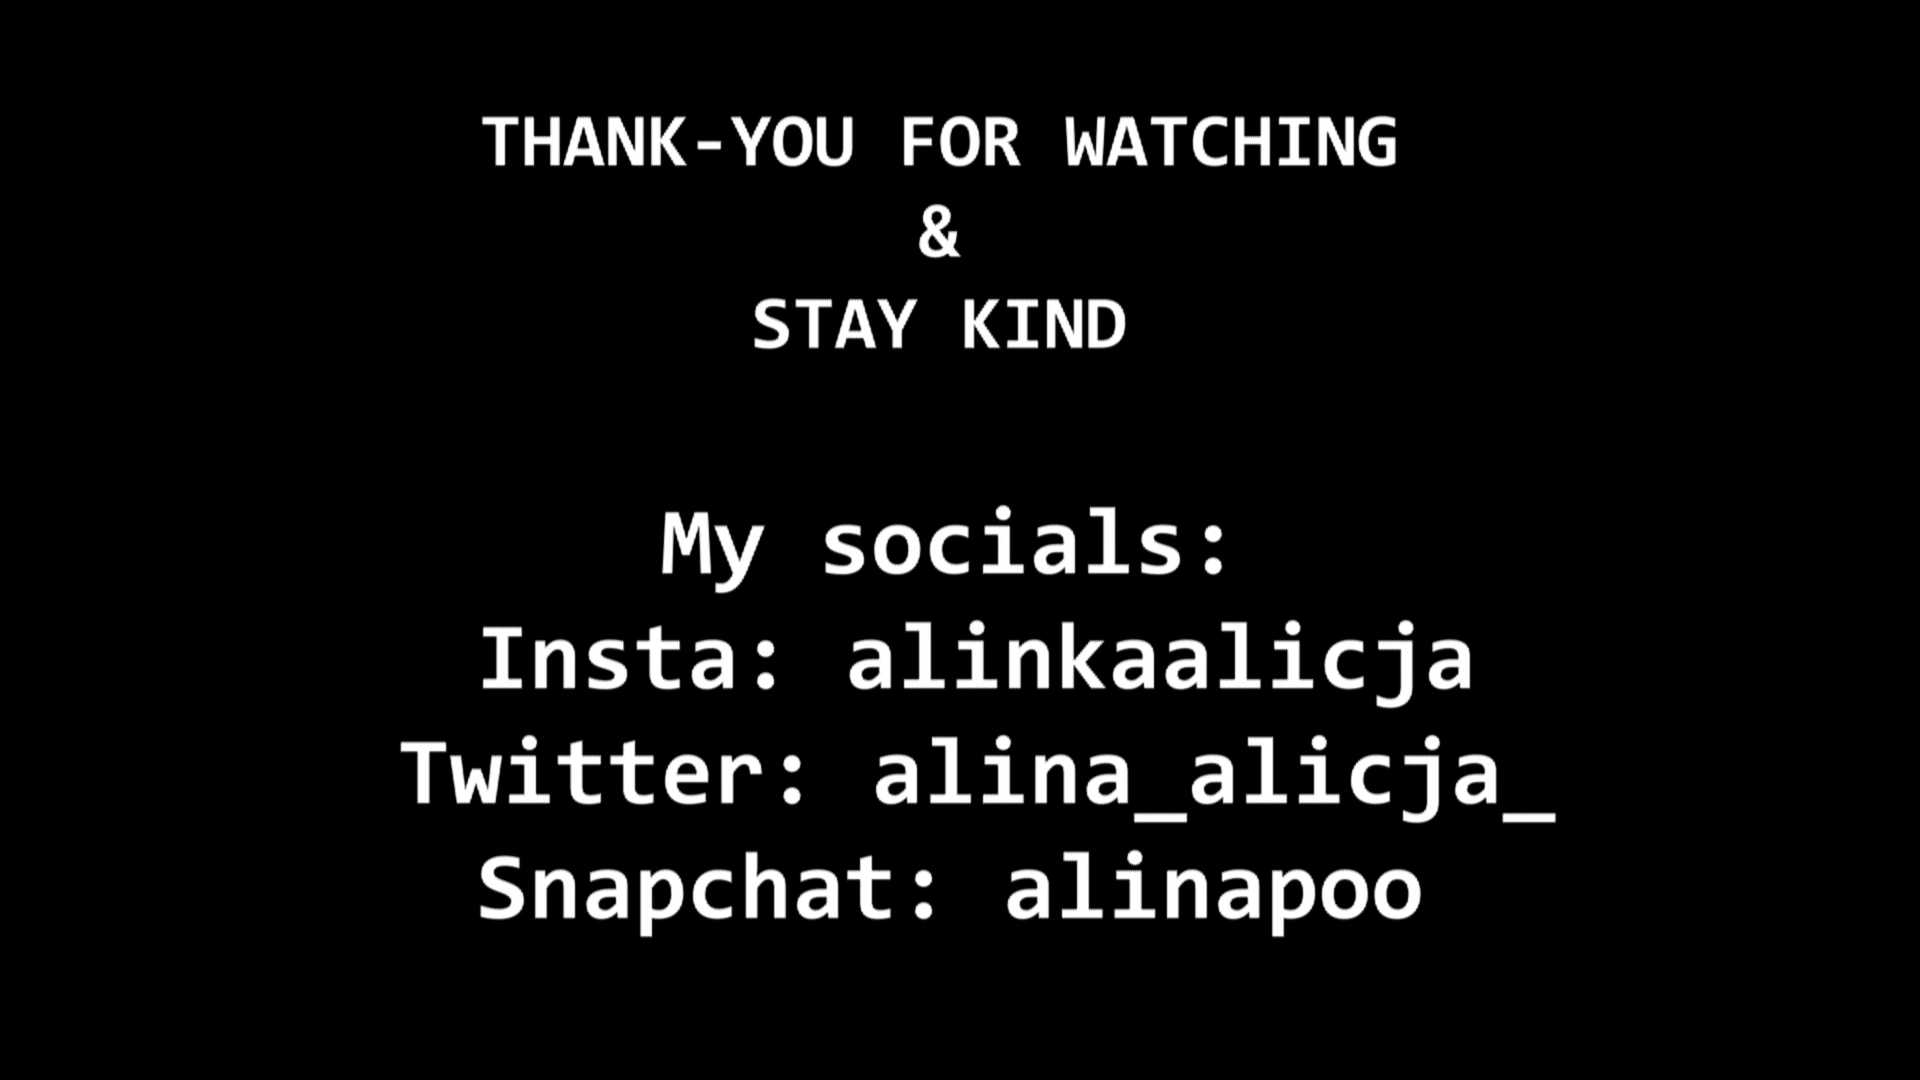 THANK-YOU FOR WATCHING
&
STAY KIND
My socials:
Insta: alinkaalicja
Twitter: alina_alicja_
Snapchat: alinapoo